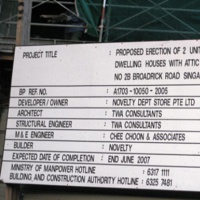 PROJECT TITLE : PROPOSED ERECTION OF 2 UNIT
DWELLING HOUSES WITH ATTIC
NO 2B BROADRICK ROAD SINGA
BP REF NO. : A1703 - 10050 - 2005
DEVELOPER / OWNER : NOVELTY DEPT STORE PTE LTD
ARCHITECT : TWA CONSULTANTS
STRUCTURAL ENGINEER : TWA CONSULTANTS
M & E ENGINEER : CHEE CHOON & ASSOCIATES
BUILDER : NOVELTY
EXPECTED DATE OF COMPLETION : END JUNE 2007
MINISTRY OF MANPOWER HOTLINE : 6317 1111
BUILDING AND CONSTRUCTION AUTHORITY HOTLINE : 6325 7481